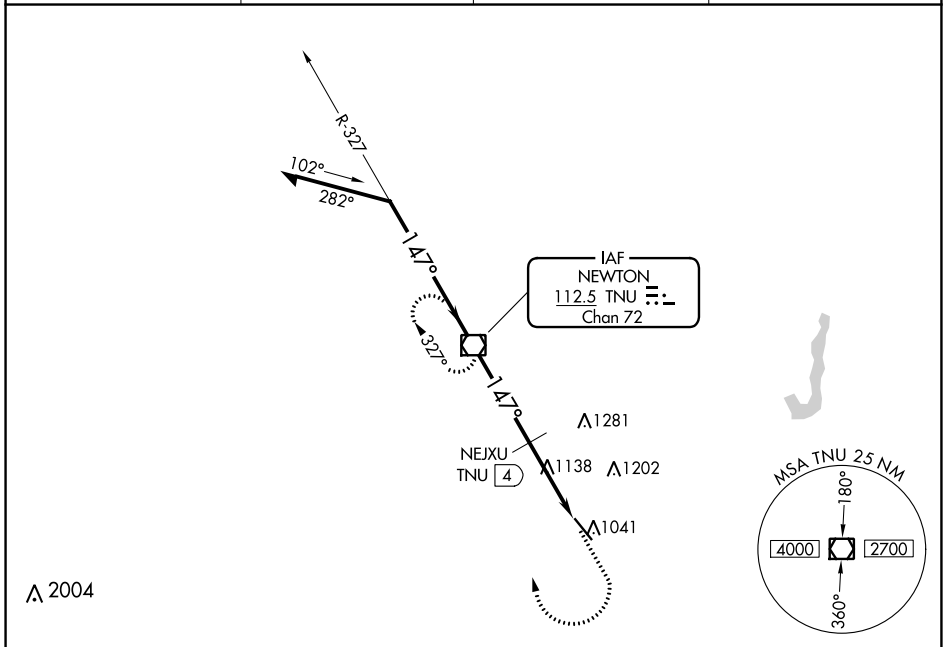 R-327
102°
282°
147°
IAF
NEWTON
112.5 TNU
Chan 72
327°
147°
1281
NEJXU
TNU 4
1138
1202
1041
2004
MSA TNU 25 NM
180°
4000
2700
360°